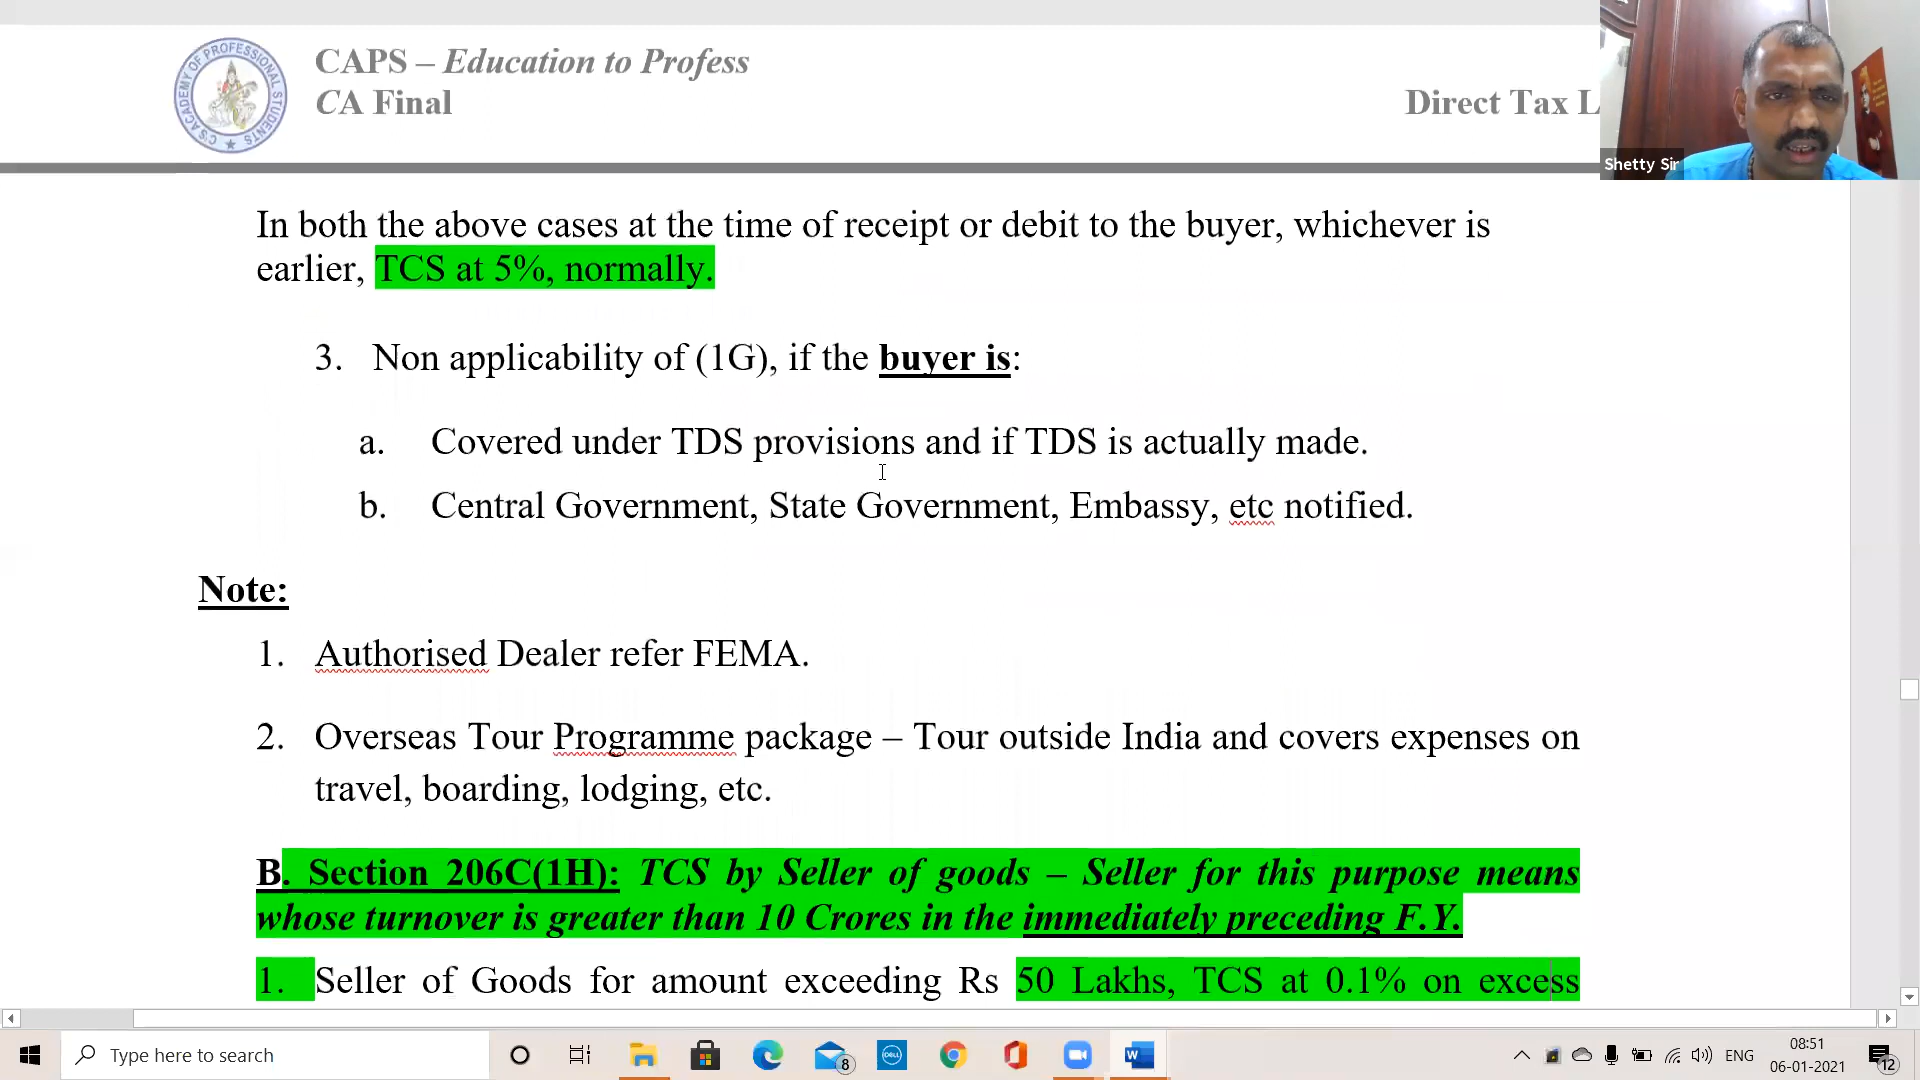 CAPS – Education to Profess
CA Final
Direct Tax L
Shetty Sir
In both the above cases at the time of receipt or debit to the buyer, whichever is
earlier, TCS at 5%, normally.
3. Non applicability of (1G), if the buyer is:
a. Covered under TDS provisions and if TDS is actually made.
b. Central Government, State Government, Embassy, etc notified.
Note:
1. Authorised Dealer refer FEMA.
2. Overseas Tour Programme package – Tour outside India and covers expenses on
travel, boarding, lodging, etc.
B. Section 206C(1H): TCS by Seller of goods – Seller for this purpose means
whose turnover is greater than 10 Crores in the immediately preceding F.Y.
1. Seller of Goods for amount exceeding Rs 50 Lakhs, TCS at 0.1% on excess
Type here to search
8
DELL
W
ENG
08:51
06-01-2021
12